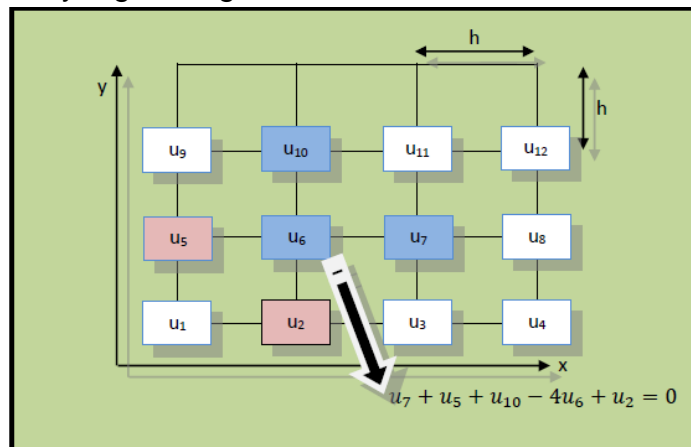 h
y
h
u₉ u₁₀ u₁₁ u₁₂
u₅ u₆ u₇ u₈
u₁ u₂ u₃ u₄
x
u₇ + u₅ + u₁₀ − 4u₆ + u₂ = 0